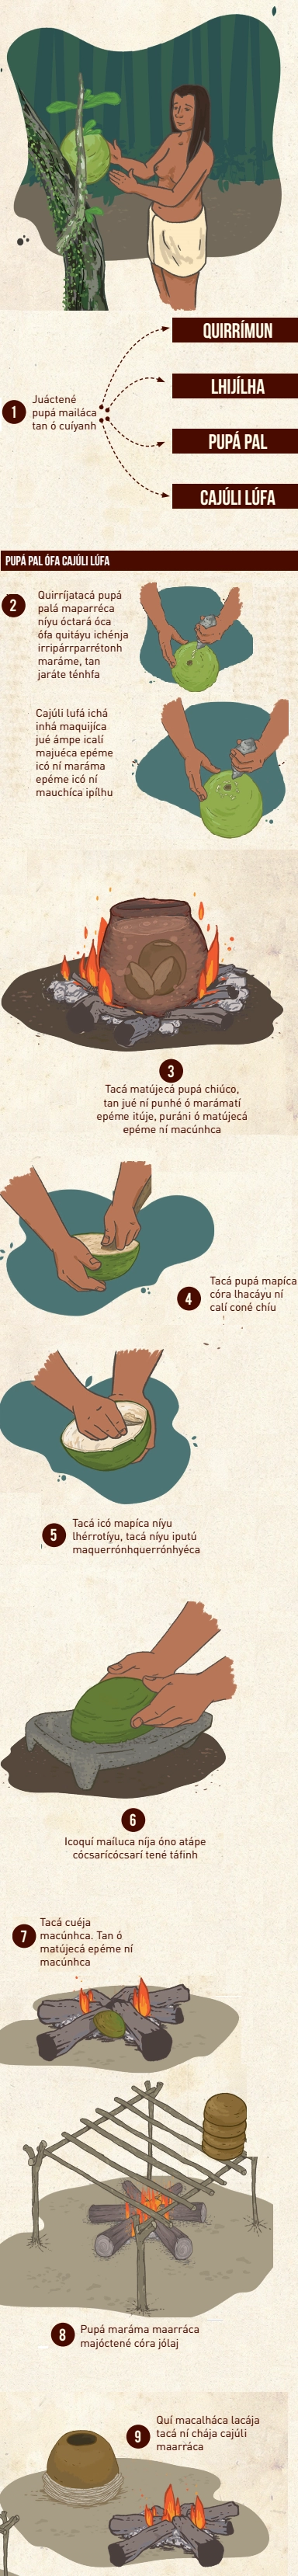 QUIRRÍMUN
LHIJÍLHA
1
Juácténé
pupá mailáca
tan ó cuíyanh
PUPÁ PAL
CAJÚLI LÚFA
PUPÁ PAL ÓFA CAJÚLI LÚFA
2
Quirríjatacá pupá
palá maparréca
níyu óctará óca
ófa quitáyu ichénja
irripárrparrétonh
maráme, tan
jaráte ténhfa
Cajúli lufá ichá
inhá maquijíca
jué ámpe icalí
majuéca epéme
icó ní maráma
epéme icó ní
mauchíca ipílhu
3
Tacá matújecá pupá chiúco,
tan jué ní punhé ó marámatí
epéme itúje, puráni ó matújecá
epéme ní macúnhca
Tacá pupá mapíca
córa lhacáyu ní
calí coné chíu
4
5
Tacá icó mapíca níyu
lhérrotíyu, tacá níyu iputú
maquerrónhquerrónhyéca
6
Icoquí maíluca níja óno atápe
cócsarícócsarí tené táfinh
7
Tacá cuéja
macúnhca. Tan ó
matújecá epéme ní
macúnhca
8
Pupá maráma maarráca
majócténe córa jólaj
9
Quí macalháca lacája
tacá ní chája cajúli
maarráca